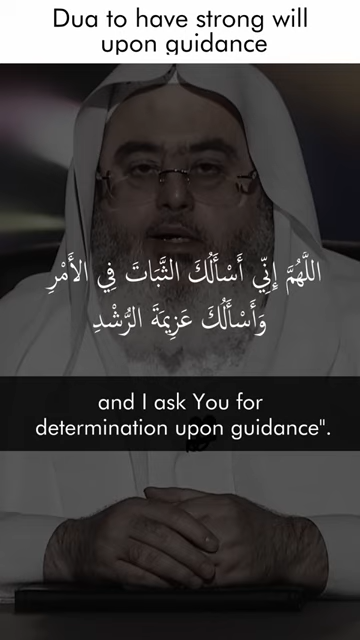 Dua to have strong will
upon guidance
اللَّهُمَّ إِنِّي أَسْأَلُكَ الثَّبَاتَ فِي الأَمْرِ
وَأَسْأَلُكَ عَزِيمَةَ الرُّشْدِ
and I ask You for
determination upon guidance".